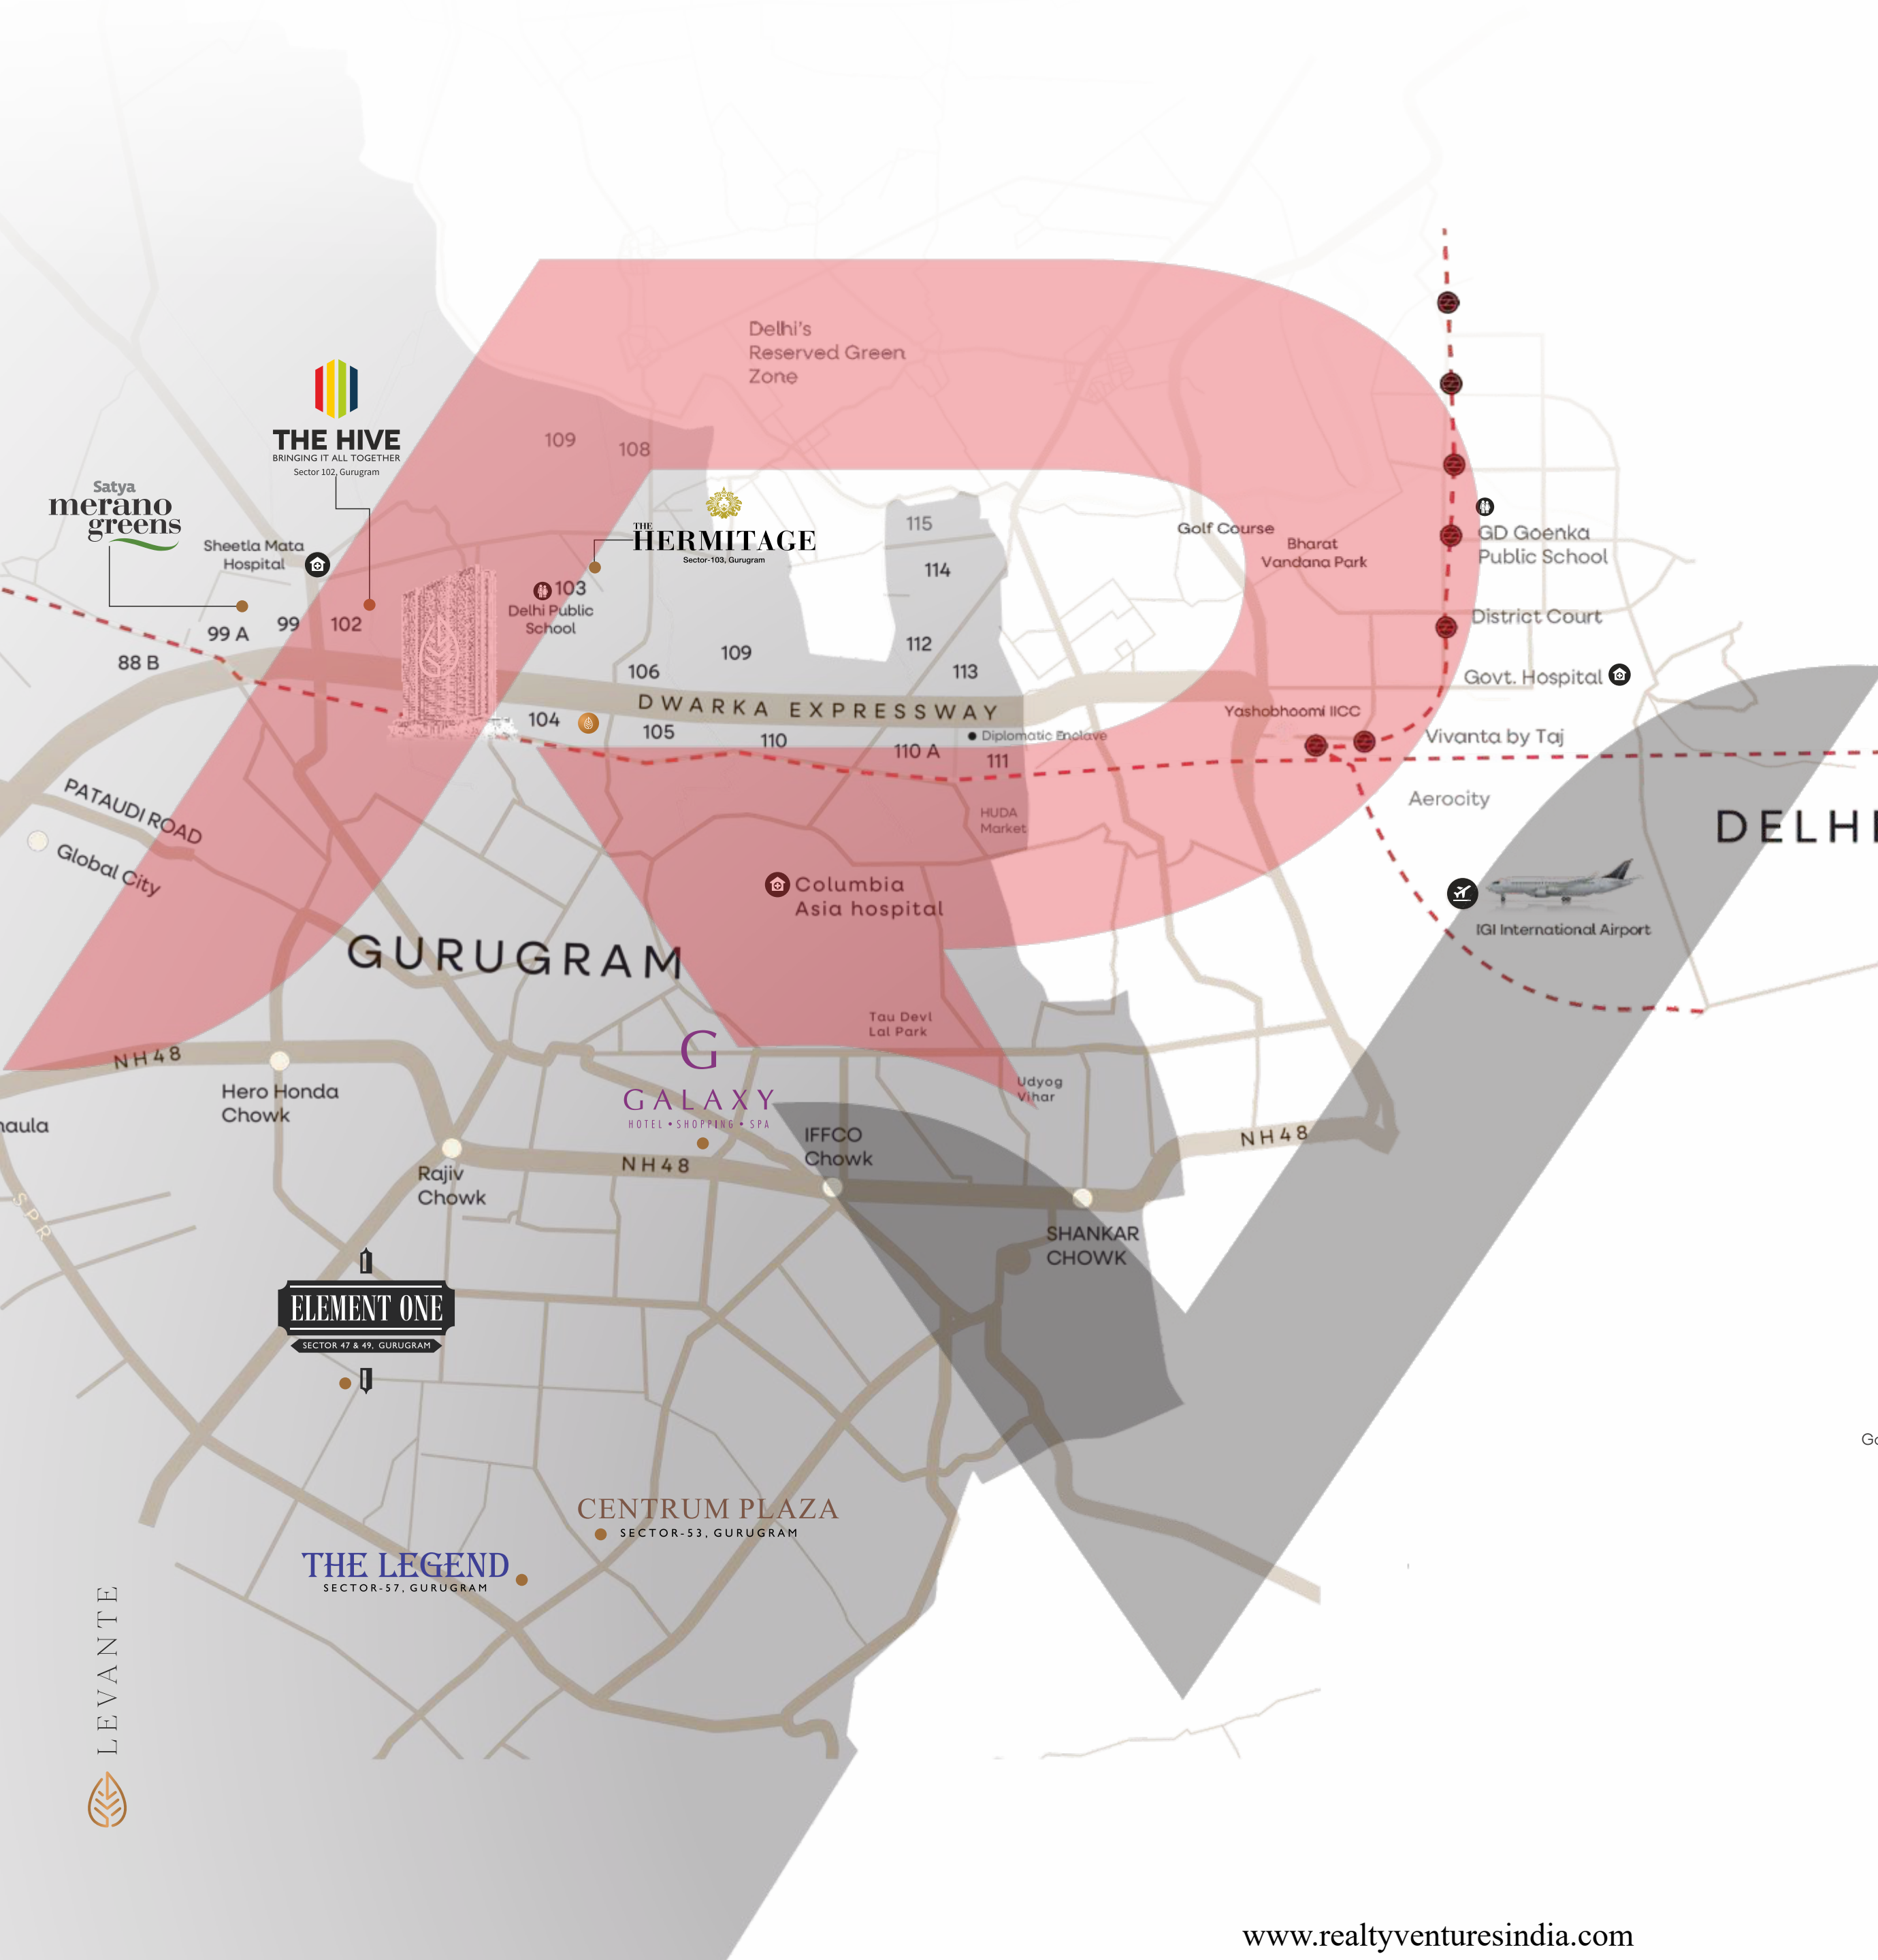 Delhi's
Reserved Green
Zone
109
108
THE HIVE
BRINGING IT ALL TOGETHER
Sector 102, Gurugram
Satya
merano
greens
Sheetla Mata
Hospital
THE
HERMITAGE
Sector-103, Gurugram
115
114
112
113
Golf Course
Bharat
Vandana Park
GD Goenka
Public School
District Court
Govt. Hospital
103
Delhi Public
School
99 A
99
102
88 B
106
109
DWARKA EXPRESSWAY
104
105
110
110 A
111
Diplomatic Enclave
Yashobhoomi IICC
Vivanta by Taj
Aerocity
DELHI
HUDA
Market
PATAUDI ROAD
Global City
Columbia
Asia hospital
IGI International Airport
GURUGRAM
Tau Devl
Lal Park
NH48
Hero Honda
Chowk
G
GALAXY
HOTEL • SHOPPING • SPA
Udyog
Vihar
naula
IFFCO
Chowk
NH48
NH48
Rajiv
Chowk
SPR
SHANKAR
CHOWK
ELEMENT ONE
SECTOR 47 & 49, GURUGRAM
CENTRUM PLAZA
SECTOR-53, GURUGRAM
THE LEGEND
SECTOR-57, GURUGRAM
LEVANTE
www.realtyventuresindia.com